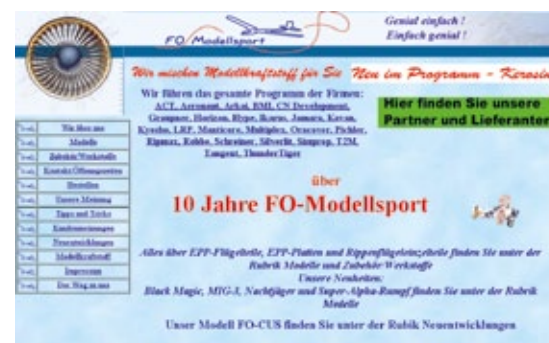 Genial einfach !
FO Modellsport
Einfach genial !
Wir mischen Modellkraftstoff für Sie Neu im Programm - Kerosin
Wir führen das gesamte Programm der Firmen:
ACT, Aeronaut, Arkai, BMI, CN Development,
Graupner, Horizon, Hype, Ikarus, Jamara, Kavan,
Kyosho, LRP, Manticore, Multiplex, Oracover, Pichler,
Ripmax, Robbe, Schreiner, Silverlit, Simprop, T2M,
Tangent, ThunderTiger
Hier finden Sie unsere
Partner und Lieferanten
Wir über uns
Modelle
Zubehör/Werkstoffe
Kontakt/Öffnungszeiten
Bestellen
Unsere Meinung
Tipps und Tricks
Kundenmeinungen
Neuentwicklungen
Modellkraftstoff
Impressum
Der Weg zu uns
über
10 Jahre FO-Modellsport
Alles über EPP-Flügelteile, EPP-Platten und Rippenflügeleinzelteile finden Sie unter der
Rubrik Modelle und Zubehör Werkstoffe
Unsere Neuheiten:
Black Magic, MIG-3, Nachtjäger und Super-Alpha-Rumpf finden Sie unter der Rubrik
Modelle
Unser Modell FO-CUS finden Sie unter der Rubik Neuentwicklungen